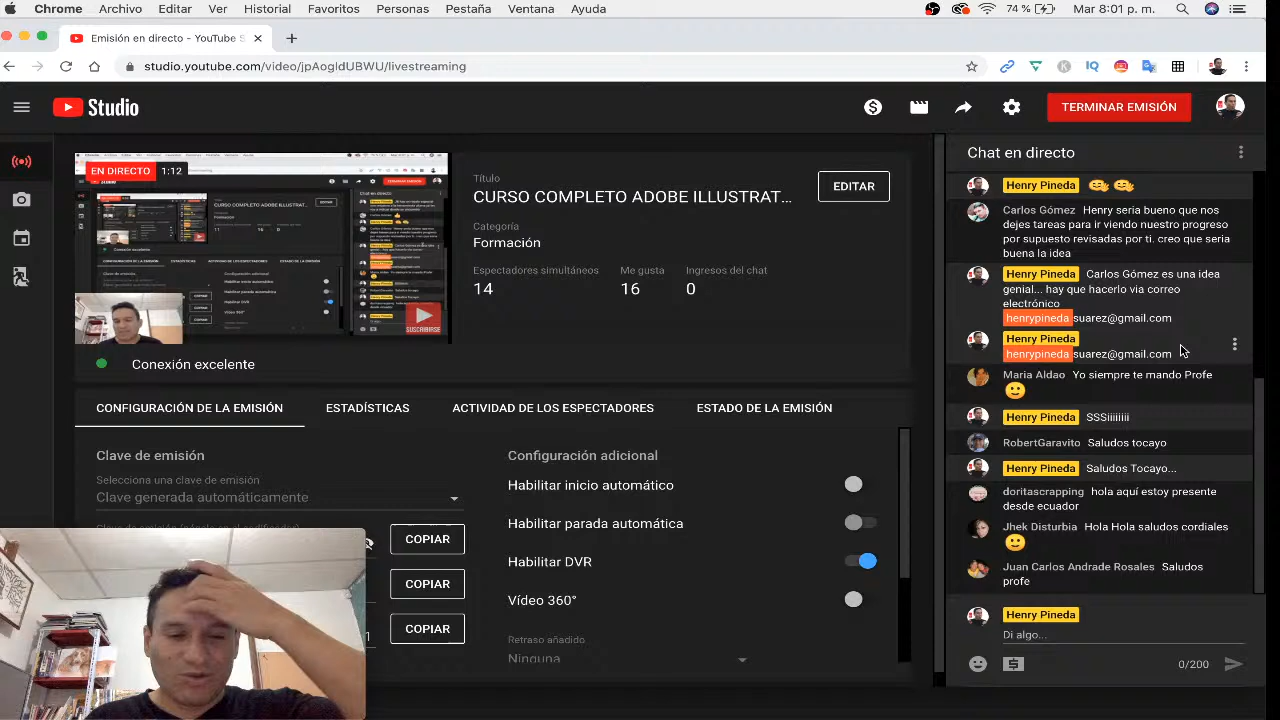 Chrome Archivo Editar Ver Historial Favoritos Personas Pestaña Ventana Ayuda 74 % Mar 8:01 p. m.
Emisión en directo - YouTube S
studio.youtube.com/video/jpAogIdUBWU/livestreaming
Studio
TERMINAR EMISIÓN
EN DIRECTO 1:12
CURSO COMPLETO ADOBE ILLUSTRAT...
SUSCRIBIRSE
Título
CURSO COMPLETO ADOBE ILLUSTRAT...
EDITAR
Categoría
Formación
Espectadores simultáneos Me gusta Ingresos del chat
14 16 0
Conexión excelente
CONFIGURACIÓN DE LA EMISIÓN ESTADÍSTICAS ACTIVIDAD DE LOS ESPECTADORES ESTADO DE LA EMISIÓN
Clave de emisión
Selecciona una clave de emisión
Clave generada automáticamente
COPIAR
COPIAR
COPIAR
Configuración adicional
Habilitar inicio automático
Habilitar parada automática
Habilitar DVR
Vídeo 360°
Retraso añadido
Ninguna
Chat en directo
Henry Pineda
Carlos Gómez Henry seria bueno que nos
dejes tareas para ir viendo nuestro progreso
por supuesto revisables por ti. creo que seria
buena la idea
Henry Pineda Carlos Gómez es una idea
genial... hay que hacerlo via correo
electrónico
henrypinedasuarez@gmail.com
Henry Pineda
henrypinedasuarez@gmail.com
Maria Aldao Yo siempre te mando Profe
Henry Pineda SSSiiiiiiii
RobertGaravito Saludos tocayo
Henry Pineda Saludos Tocayo...
doritascrapping hola aquí estoy presente
desde ecuador
Jhek Disturbia Hola Hola saludos cordiales
Juan Carlos Andrade Rosales Saludos
profe
Henry Pineda
Di algo...
0/200